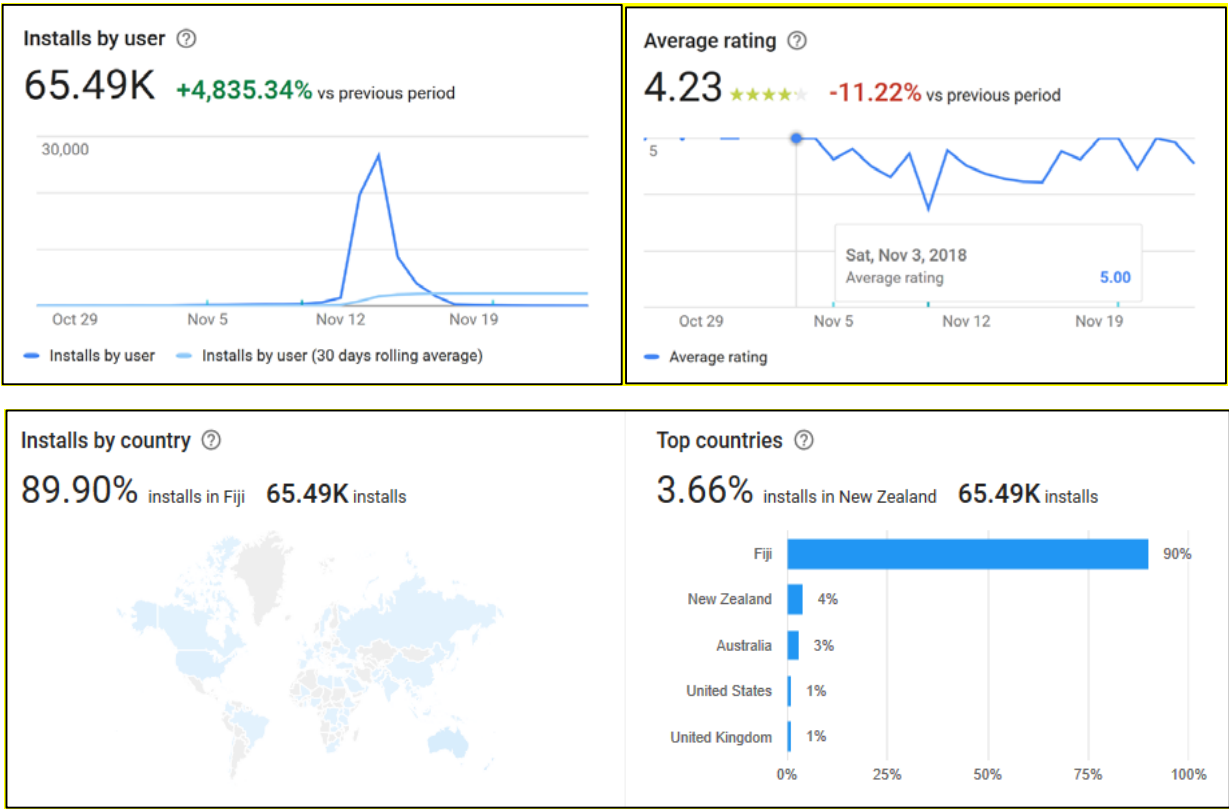 Installs by user ?
65.49K +4,835.34% vs previous period
30,000
Oct 29 Nov 5 Nov 12 Nov 19
Installs by user Installs by user (30 days rolling average)
Average rating ?
4.23 ★★★★★ -11.22% vs previous period
5
Sat, Nov 3, 2018
Average rating 5.00
Oct 29 Nov 5 Nov 12 Nov 19
Average rating
Installs by country ?
89.90% installs in Fiji 65.49K installs
Top countries ?
3.66% installs in New Zealand 65.49K installs
Fiji 90%
New Zealand 4%
Australia 3%
United States 1%
United Kingdom 1%
0% 25% 50% 75% 100%